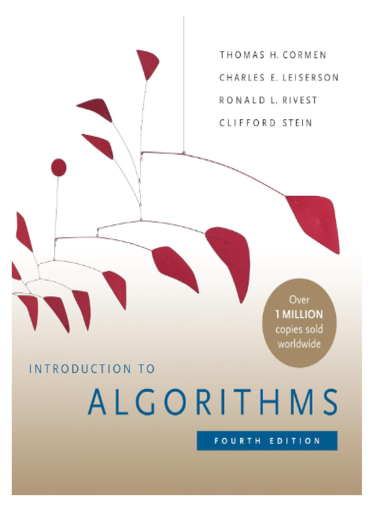 THOMAS H. CORMEN
CHARLES E. LEISERSON
RONALD L. RIVEST
CLIFFORD STEIN
Over
1 MILLION
copies sold
worldwide
INTRODUCTION TO
ALGORITHMS
FOURTH EDITION